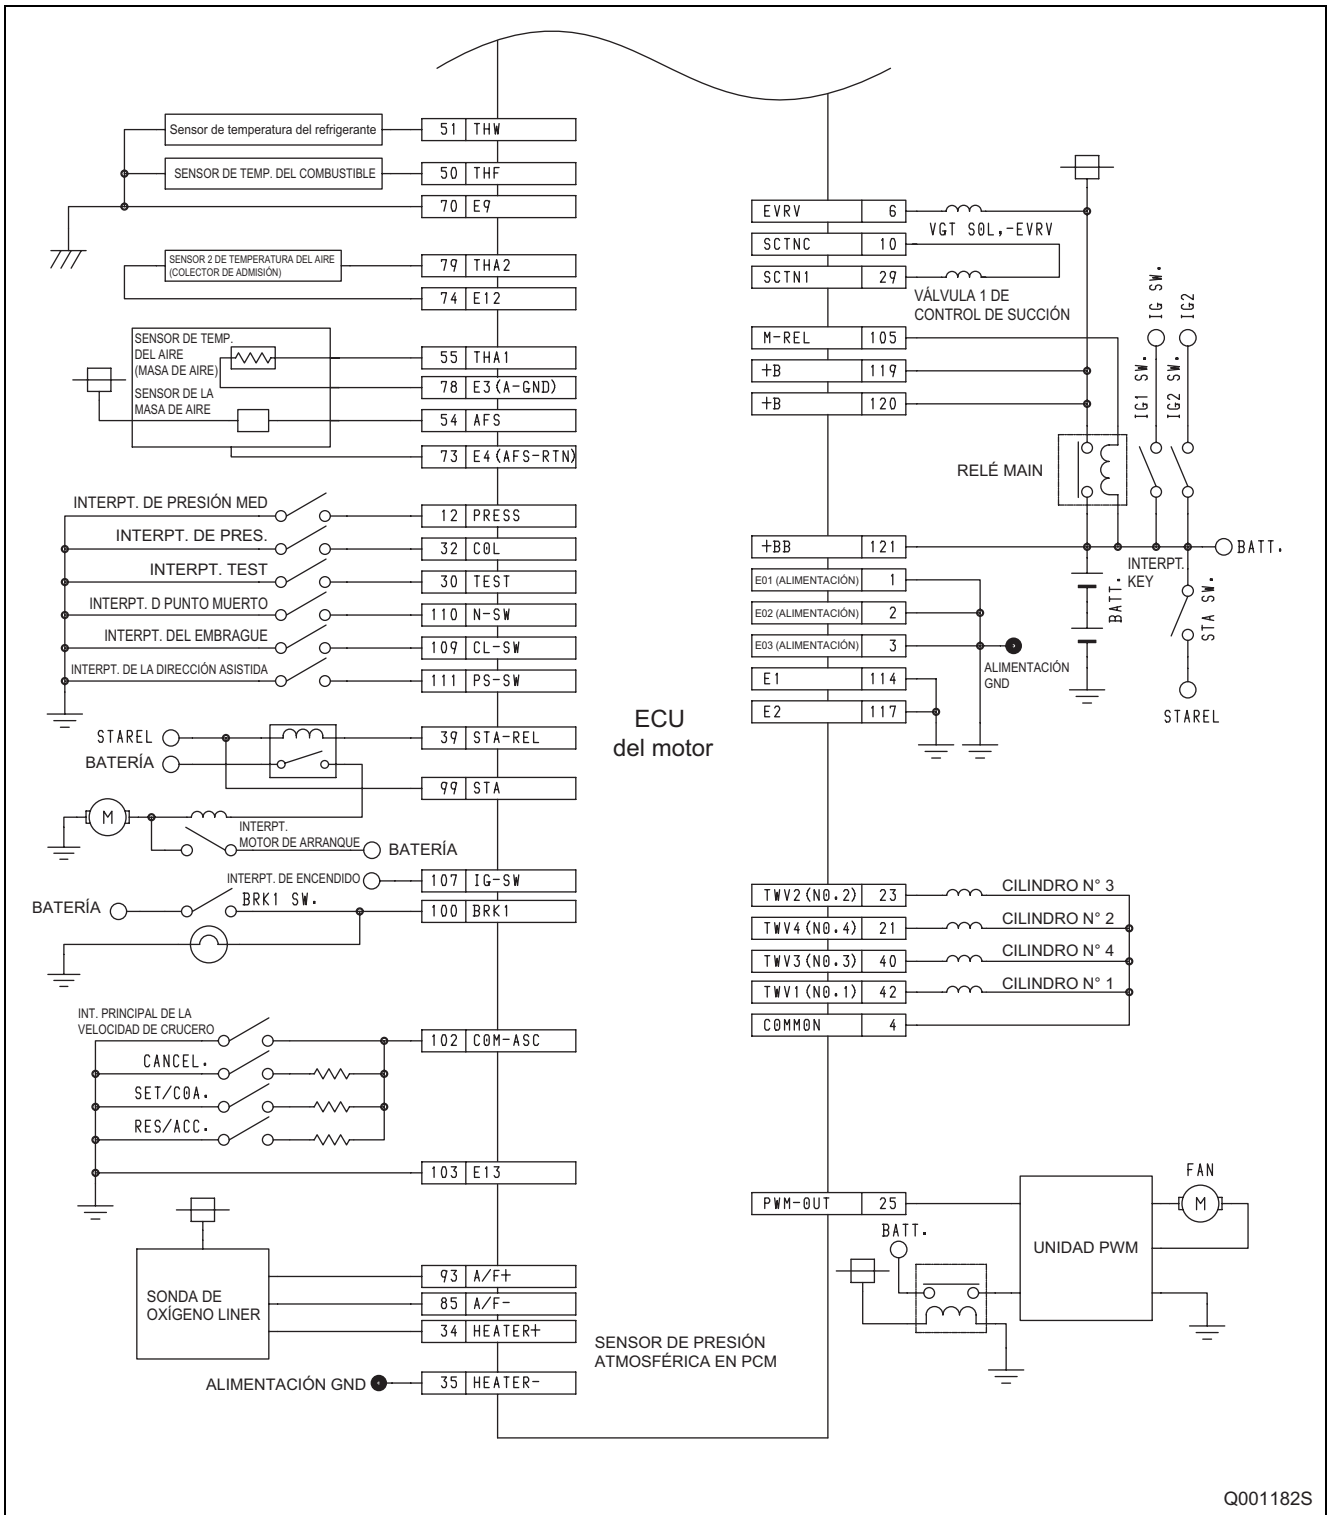 Sensor de temperatura del refrigerante
51 THW
SENSOR DE TEMP. DEL COMBUSTIBLE
50 THF
70 E9
SENSOR 2 DE TEMPERATURA DEL AIRE
(COLECTOR DE ADMISIÓN)
79 THA2
74 E12
SENSOR DE TEMP.
DEL AIRE
(MASA DE AIRE)
55 THA1
78 E3(A-GND)
SENSOR DE LA
MASA DE AIRE
54 AFS
73 E4(AFS-RTN)
INTERPT. DE PRESIÓN MED
12 PRESS
INTERPT. DE PRES.
32 COL
INTERPT. TEST
30 TEST
INTERPT. D PUNTO MUERTO
110 N-SW
INTERPT. DEL EMBRAGUE
109 CL-SW
INTERPT. DE LA DIRECCIÓN ASISTIDA
111 PS-SW
STAREL
39 STA-REL
BATERÍA
99 STA
M
INTERPT.
MOTOR DE ARRANQUE
BATERÍA
INTERPT. DE ENCENDIDO
107 IG-SW
BATERÍA
BRK1 SW.
100 BRK1
INT. PRINCIPAL DE LA
VELOCIDAD DE CRUCERO
102 COM-ASC
CANCEL.
SET/COA.
RES/ACC.
103 E13
SONDA DE
OXÍGENO LINER
93 A/F+
85 A/F-
34 HEATER+
ALIMENTACIÓN GND
35 HEATER-
ECU
del motor
SENSOR DE PRESIÓN
ATMOSFÉRICA EN PCM
EVRV 6
VGT SOL,-EVRV
SCTNC 10
SCTN1 29
VÁLVULA 1 DE
CONTROL DE SUCCIÓN
M-REL 105
+B 119
+B 120
RELÉ MAIN
IG1 SW.
IG SW.
IG2 SW.
IG2
+BB 121
BATT.
INTERPT.
KEY
BATT.
STA SW.
STAREL
E01 (ALIMENTACIÓN) 1
E02 (ALIMENTACIÓN) 2
E03 (ALIMENTACIÓN) 3
ALIMENTACIÓN
GND
E1 114
E2 117
TWV2(NO.2) 23
CILINDRO N° 3
TWV4(NO.4) 21
CILINDRO N° 2
TWV3(NO.3) 40
CILINDRO N° 4
TWV1(NO.1) 42
CILINDRO N° 1
COMMON 4
PWM-OUT 25
BATT.
UNIDAD PWM
FAN
M
Q001182S